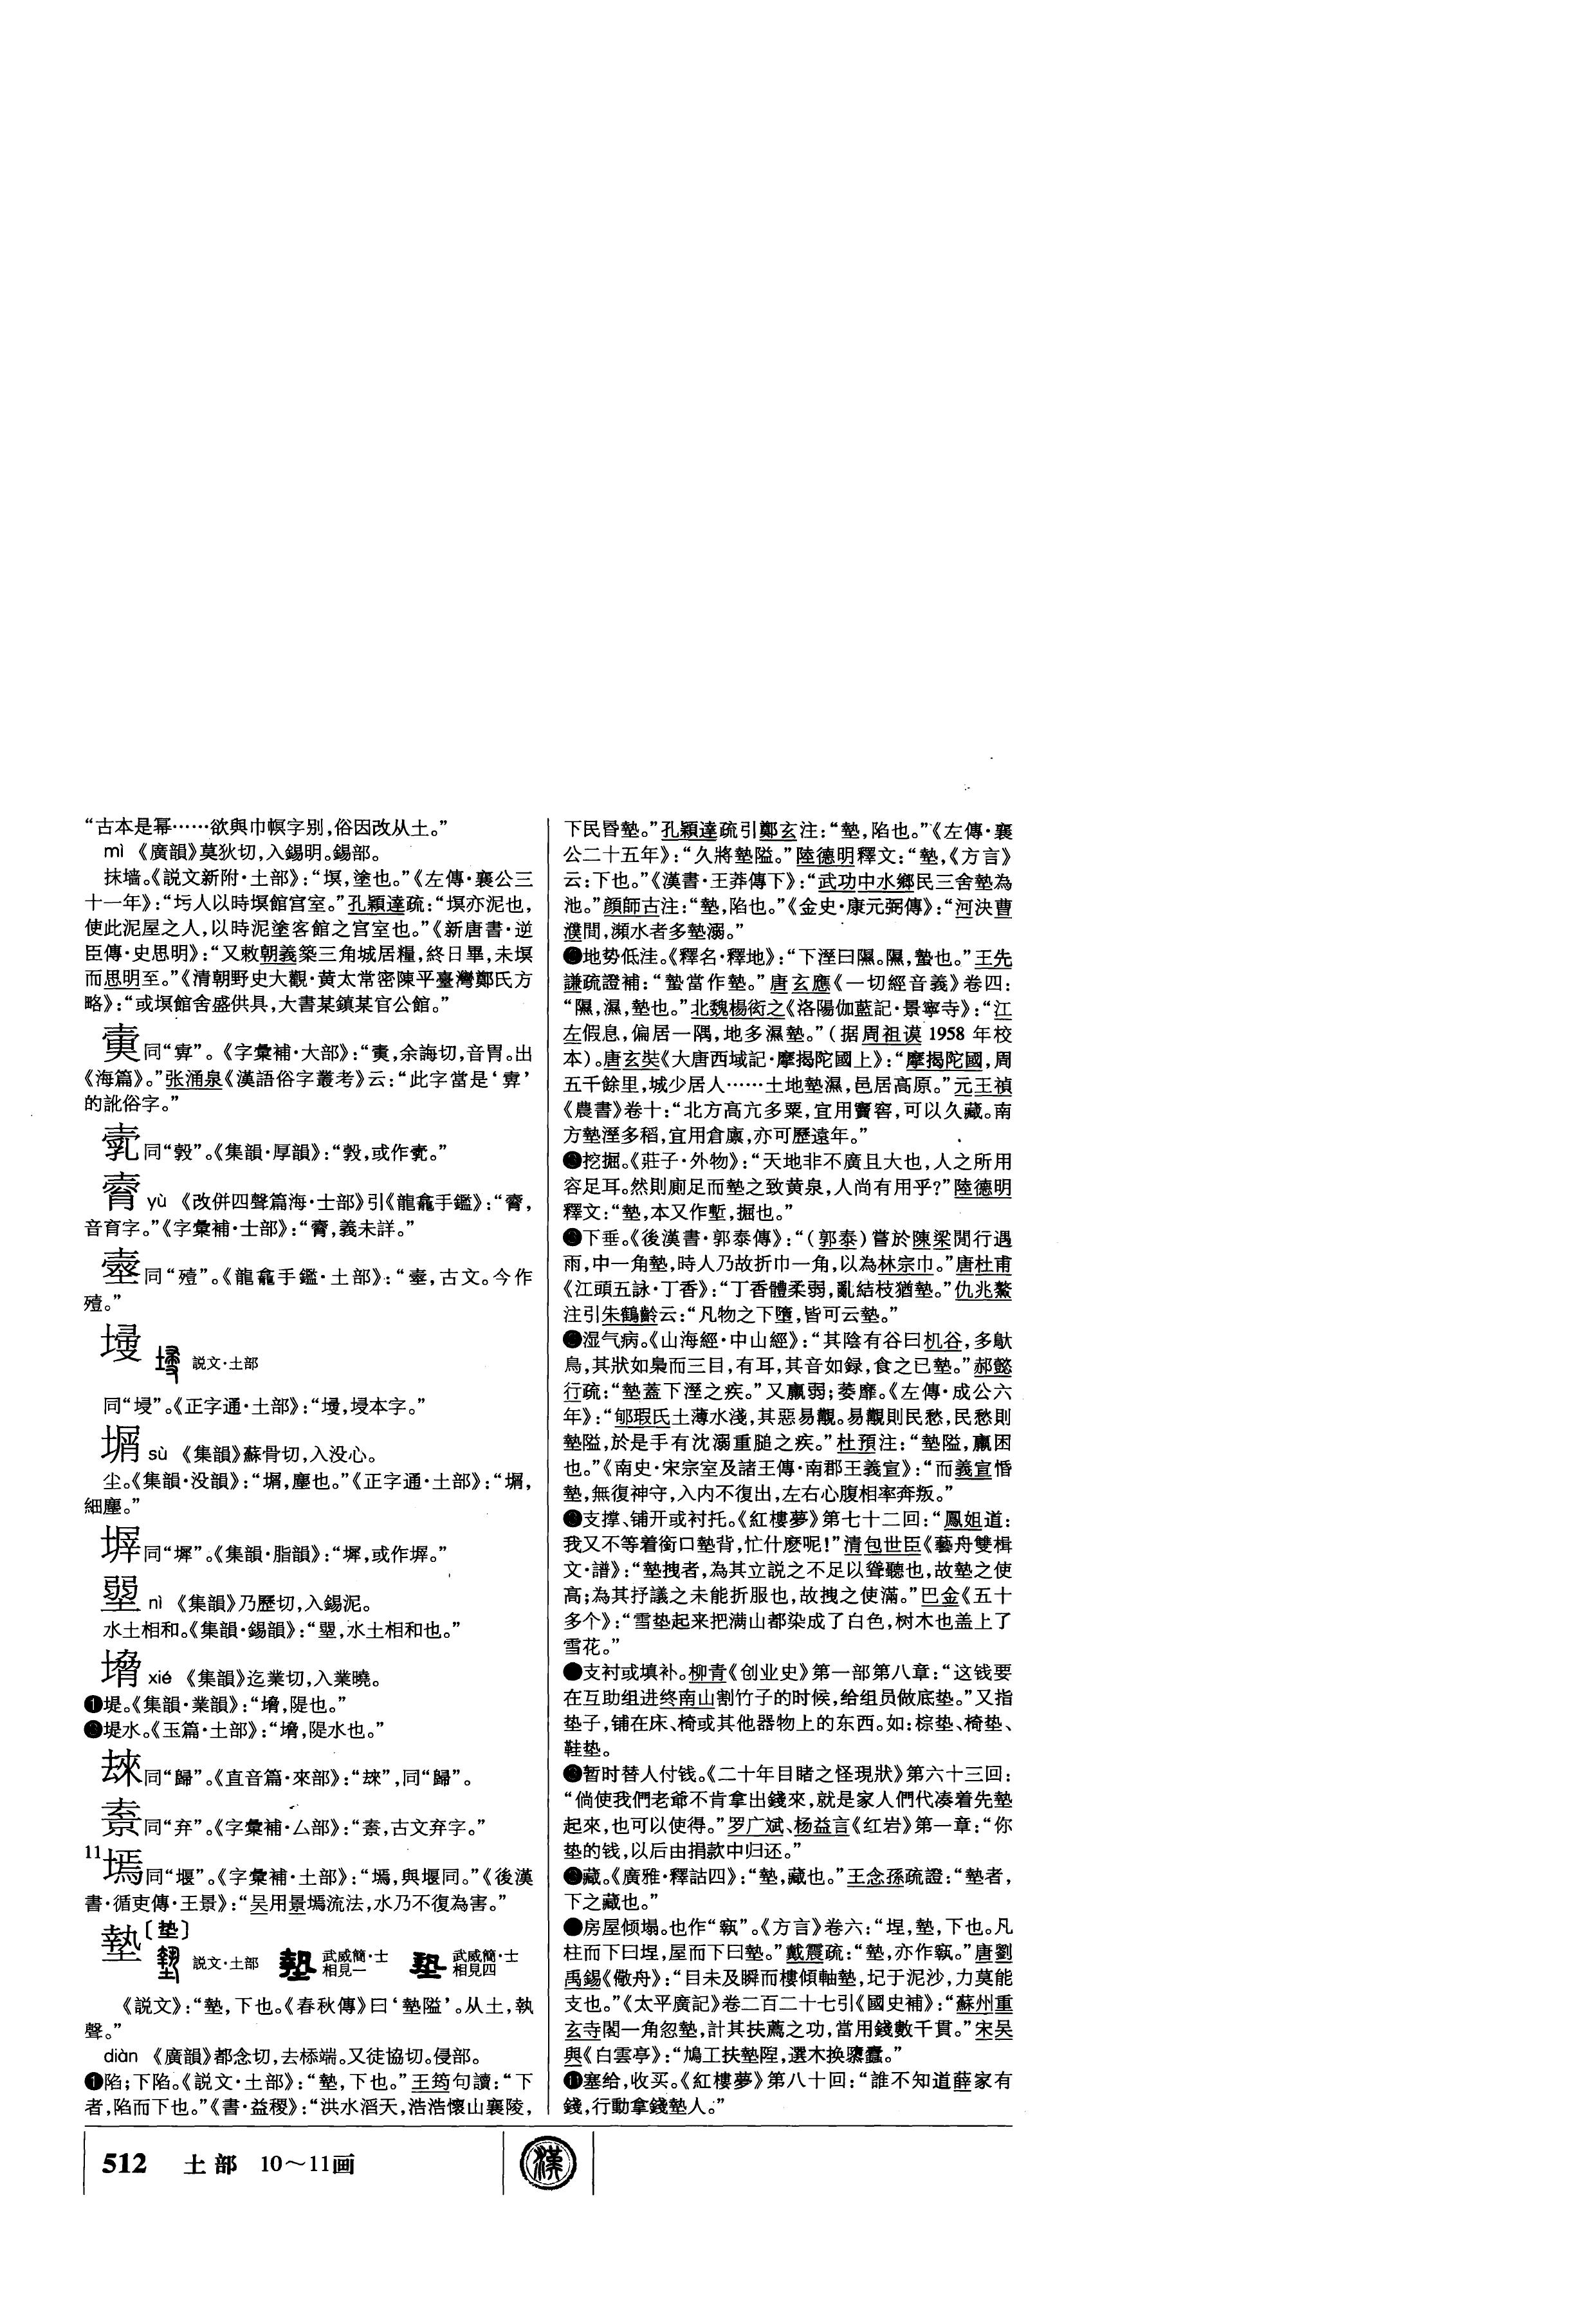 “古本是冪……欲與巾幎字别,俗因改从土。”
mì 《廣韻》莫狄切,入錫明。錫部。
抹墙。《説文新附·土部》:“塓,塗也。”《左傳·襄公三
十一年》:“圬人以時塓館宫室。”孔穎達疏:“塓亦泥也,
使此泥屋之人,以時泥塗客館之宫室也。”《新唐書·逆
臣傳·史思明》:“又敕朝義築三角城居糧,終日畢,未塓
而思明至。”《清朝野史大觀·黄太常密陳平臺灣鄭氏方
略》:“或塓館舍盛供具,大書某鎮某官公館。”
同“㝮”。《字彙補·大部》:“,余誨切,音胃。出
《海篇》。”张涌泉《漢語俗字叢考》云:“此字當是‘㝮’
的訛俗字。”
同“㝅”。《集韻·厚韻》:“㝅,或作。”
yù 《改併四聲篇海·士部》引《龍龕手鑑》:“,
音育字。”《字彙補·士部》:“,義未詳。”
同“殪”。《龍龕手鑑·土部》:“,古文。今作
殪。”
説文·土部
同“埐”。《正字通·土部》:“,埐本字。”
sù 《集韻》蘇骨切,入没心。
尘。《集韻·没韻》:“,塵也。”《正字通·土部》:“,
細塵。”
同“墀”。《集韻·脂韻》:“墀,或作。”
nì 《集韻》乃歷切,入錫泥。
水土相和。《集韻·錫韻》:“,水土相和也。”
xié 《集韻》迄業切,入業曉。
❶堤。《集韻·業韻》:“,隄也。”
❷堤水。《玉篇·土部》:“,隄水也。”
同“歸”。《直音篇·來部》:“”,同“歸”。
同“弃”。《字彙補·厶部》:“,古文弃字。”
11
墕同“堰”。《字彙補·土部》:“墕,與堰同。”《後漢
書·循吏傳·王景》:“吴用景墕流法,水乃不復為害。”
墊〔垫〕
説文·土部 武威簡·士相見一 武威簡·士相見四
《説文》:“墊,下也。《春秋傳》曰‘墊隘’。从土,執
聲。”
diàn 《廣韻》都念切,去㮇端。又徒協切。侵部。
❶陷;下陷。《説文·土部》:“墊,下也。”王筠句讀:“下
者,陷而下也。”《書·益稷》:“洪水滔天,浩浩懷山襄陵,
下民昬墊。”孔穎達疏引鄭玄注:“墊,陷也。”《左傳·襄
公二十五年》:“久將墊隘。”陸德明釋文:“墊,《方言》
云:下也。”《漢書·王莽傳下》:“武功中水鄉民三舍墊為
池。”顔師古注:“墊,陷也。”《金史·康元弼傳》:“河決曹
濮間,瀕水者多墊溺。”
❷地势低洼。《釋名·釋地》:“下溼曰隰。隰,蟄也。”王先
謙疏證補:“蟄當作墊。”唐玄應《一切經音義》卷四:
“隰,濕,墊也。”北魏楊衒之《洛陽伽藍記·景寧寺》:“江
左假息,偏居一隅,地多濕墊。”(据周祖谟 1958 年校
本)。唐玄奘《大唐西域記·摩揭陀國上》:“摩揭陀國,周
五千餘里,城少居人……土地墊濕,邑居高原。”元王禎
《農書》卷十:“北方高亢多粟,宜用竇窖,可以久藏。南
方墊溼多稻,宜用倉廪,亦可歷遠年。”
❸挖掘。《莊子·外物》:“天地非不廣且大也,人之所用
容足耳。然則廁足而墊之致黄泉,人尚有用乎?”陸德明
釋文:“墊,本又作塹,掘也。”
❹下垂。《後漢書·郭泰傳》:“(郭泰)嘗於陳梁閒行遇
雨,巾一角墊,時人乃故折巾一角,以為林宗巾。”唐杜甫
《江頭五詠·丁香》:“丁香體柔弱,亂結枝猶墊。”仇兆鰲
注引朱鶴齡云:“凡物之下墮,皆可云墊。”
❺湿气病。《山海經·中山經》:“其陰有谷曰机谷,多䳅
鳥,其狀如梟而三目,有耳,其音如録,食之已墊。”郝懿
行疏:“墊蓋下溼之疾。”又羸弱;萎靡。《左傳·成公六
年》:“郇瑕氏土薄水淺,其惡易覯。易覯則民愁,民愁則
墊隘,於是乎有沈溺重膇之疾。”杜預注:“墊隘,羸困
也。”《南史·宋宗室及諸王傳·南郡王義宣》:“而義宣惛
墊,無復神守,入内不復出,左右心腹相率奔叛。”
❻支撑、铺开或衬托。《紅樓夢》第七十二回:“鳳姐道:
我又不等着銜口墊背,忙什麽呢!”清包世臣《藝舟雙楫
文·譜》:“墊拽者,為其立説之不足以聳聽也,故墊之使
高;為其抒議之未能折服也,故拽之使滿。”巴金《五十
多个》:“雪垫起来把满山都染成了白色,树木也盖上了
雪花。”
❼支衬或填补。柳青《创业史》第一部第八章:“这钱要
在互助组进终南山割竹子的时候,给组员做底垫。”又指
垫子,铺在床、椅或其他器物上的东西。如:棕垫、椅垫、
鞋垫。
❽暂时替人付钱。《二十年目睹之怪現狀》第六十三回:
“倘使我們老爺不肯拿出錢來,就是家人們代凑着先墊
起來,也可以使得。”罗广斌、杨益言《红岩》第一章:“你
垫的钱,以后由捐款中归还。”
❾藏。《廣雅·釋詁四》:“墊,藏也。”王念孫疏證:“墊者,
下之藏也。”
❿房屋倾塌。也作“㙷”。《方言》卷六:“埕,墊,下也。凡
柱而下曰埕,屋而下曰墊。”戴震疏:“墊,亦作㙷。”唐劉
禹錫《儆舟》:“目未及瞬而樓傾軸墊,圮于泥沙,力莫能
支也。”《太平廣記》卷二百二十七引《國史補》:“蘇州重
玄寺閣一角忽墊,計其扶薦之功,當用錢數千貫。”宋吴
與《白雲亭》:“鳩工扶墊陧,選木换隳蠹。”
⓫塞给,收买。《紅樓夢》第八十回:“誰不知道薛家有
錢,行動拿錢墊人。”
512 土部 10～11画
漢